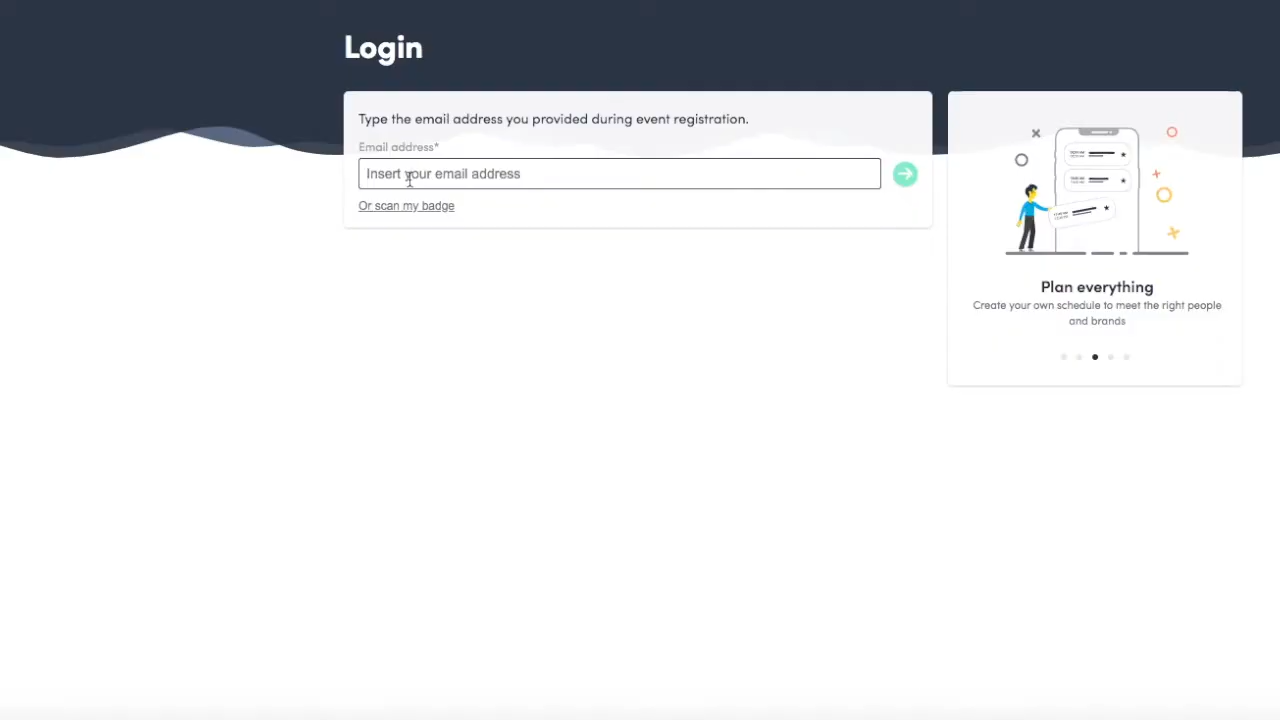 Login
Type the email address you provided during event registration.
Email address*
Insert your email address
Or scan my badge
Plan everything
Create your own schedule to meet the right people
and brands